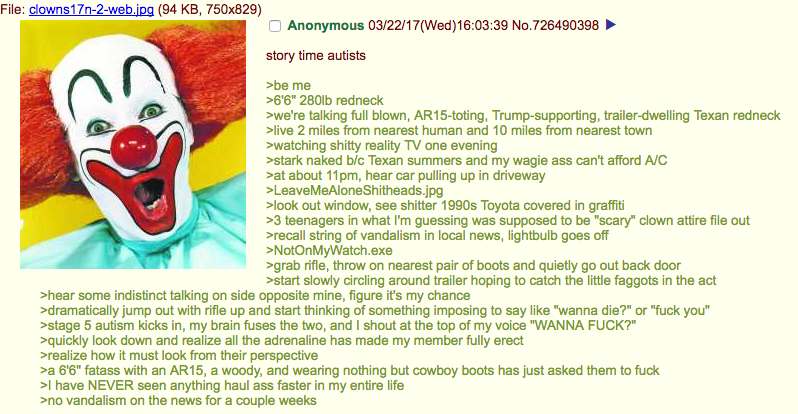 File: clowns17n-2-web.jpg (94 KB, 750x829)
Anonymous 03/22/17(Wed)16:03:39 No.726490398 ▶
story time autists
>be me
>6'6" 280lb redneck
>we're talking full blown, AR15-toting, Trump-supporting, trailer-dwelling Texan redneck
>live 2 miles from nearest human and 10 miles from nearest town
>watching shitty reality TV one evening
>stark naked b/c Texan summers and my wagie ass can't afford A/C
>at about 11pm, hear car pulling up in driveway
>LeaveMeAloneShitheads.jpg
>look out window, see shitter 1990s Toyota covered in graffiti
>3 teenagers in what I'm guessing was supposed to be "scary" clown attire file out
>recall string of vandalism in local news, lightbulb goes off
>NotOnMyWatch.exe
>grab rifle, throw on nearest pair of boots and quietly go out back door
>start slowly circling around trailer hoping to catch the little faggots in the act
>hear some indistinct talking on side opposite mine, figure it's my chance
>dramatically jump out with rifle up and start thinking of something imposing to say like "wanna die?" or "fuck you"
>stage 5 autism kicks in, my brain fuses the two, and I shout at the top of my voice "WANNA FUCK?"
>quickly look down and realize all the adrenaline has made my member fully erect
>realize how it must look from their perspective
>a 6'6" fatass with an AR15, a woody, and wearing nothing but cowboy boots has just asked them to fuck
>I have NEVER seen anything haul ass faster in my entire life
>no vandalism on the news for a couple weeks